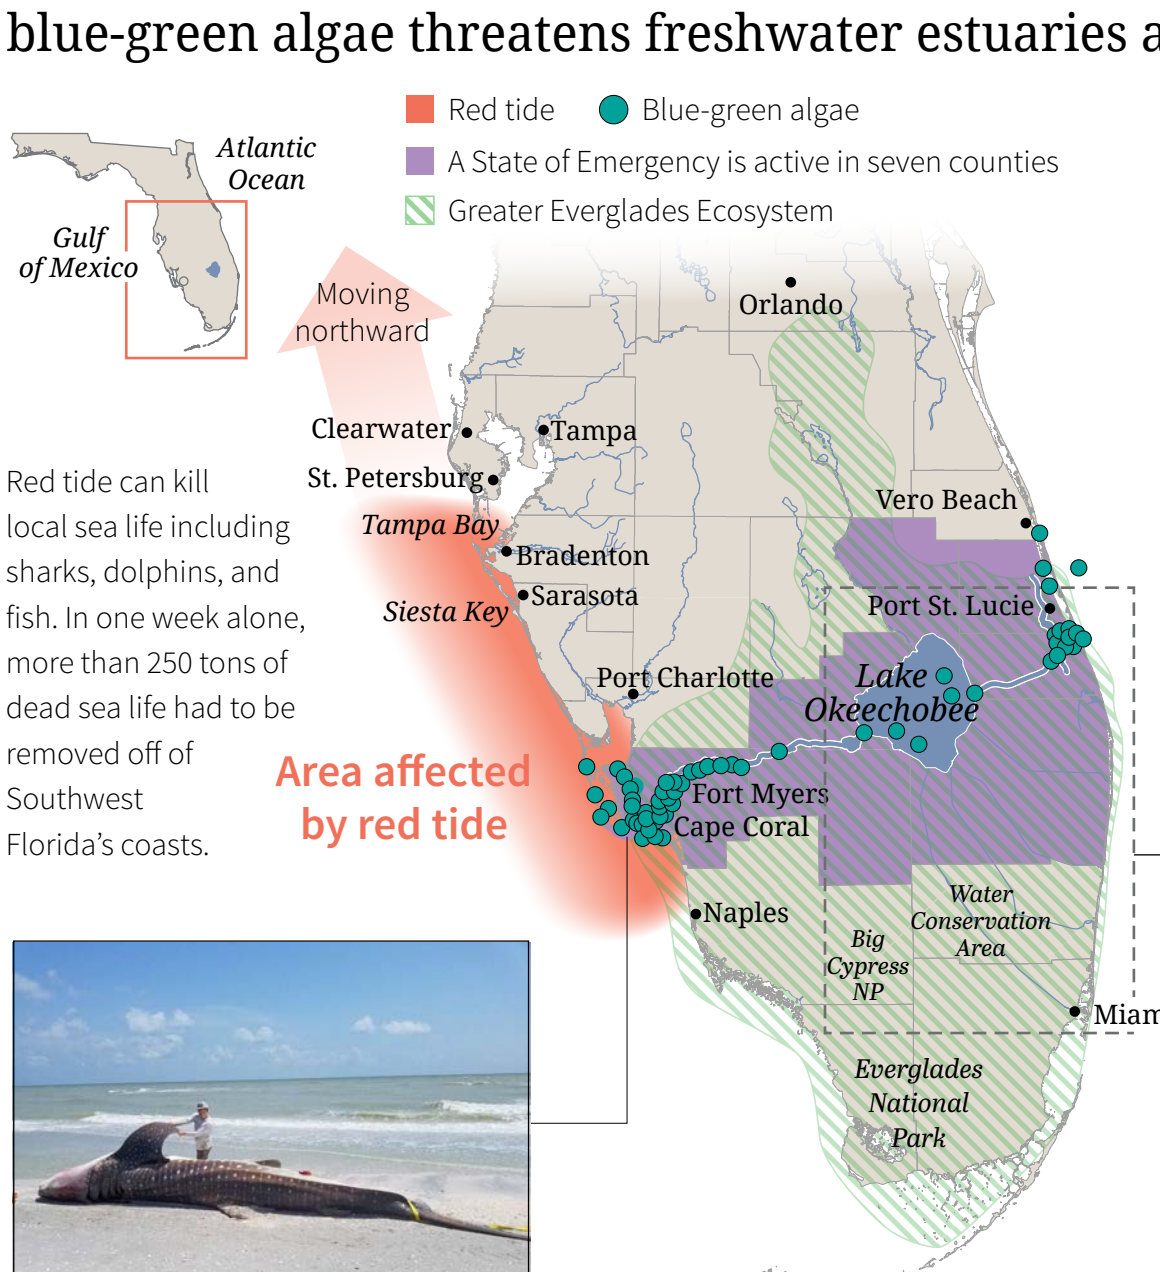 blue-green algae threatens freshwater estuaries a
Red tide
Blue-green algae
A State of Emergency is active in seven counties
Greater Everglades Ecosystem
Atlantic
Ocean
Gulf
of Mexico
Moving
northward
Orlando
Clearwater
Tampa
St. Petersburg
Tampa Bay
Bradenton
Siesta Key
Sarasota
Vero Beach
Port St. Lucie
Port Charlotte
Lake
Okeechobee
Red tide can kill
local sea life including
sharks, dolphins, and
fish. In one week alone,
more than 250 tons of
dead sea life had to be
removed off of
Southwest
Florida’s coasts.
Area affected
by red tide
Fort Myers
Cape Coral
Naples
Water
Conservation
Area
Big
Cypress
NP
Miam
Everglades
National
Park